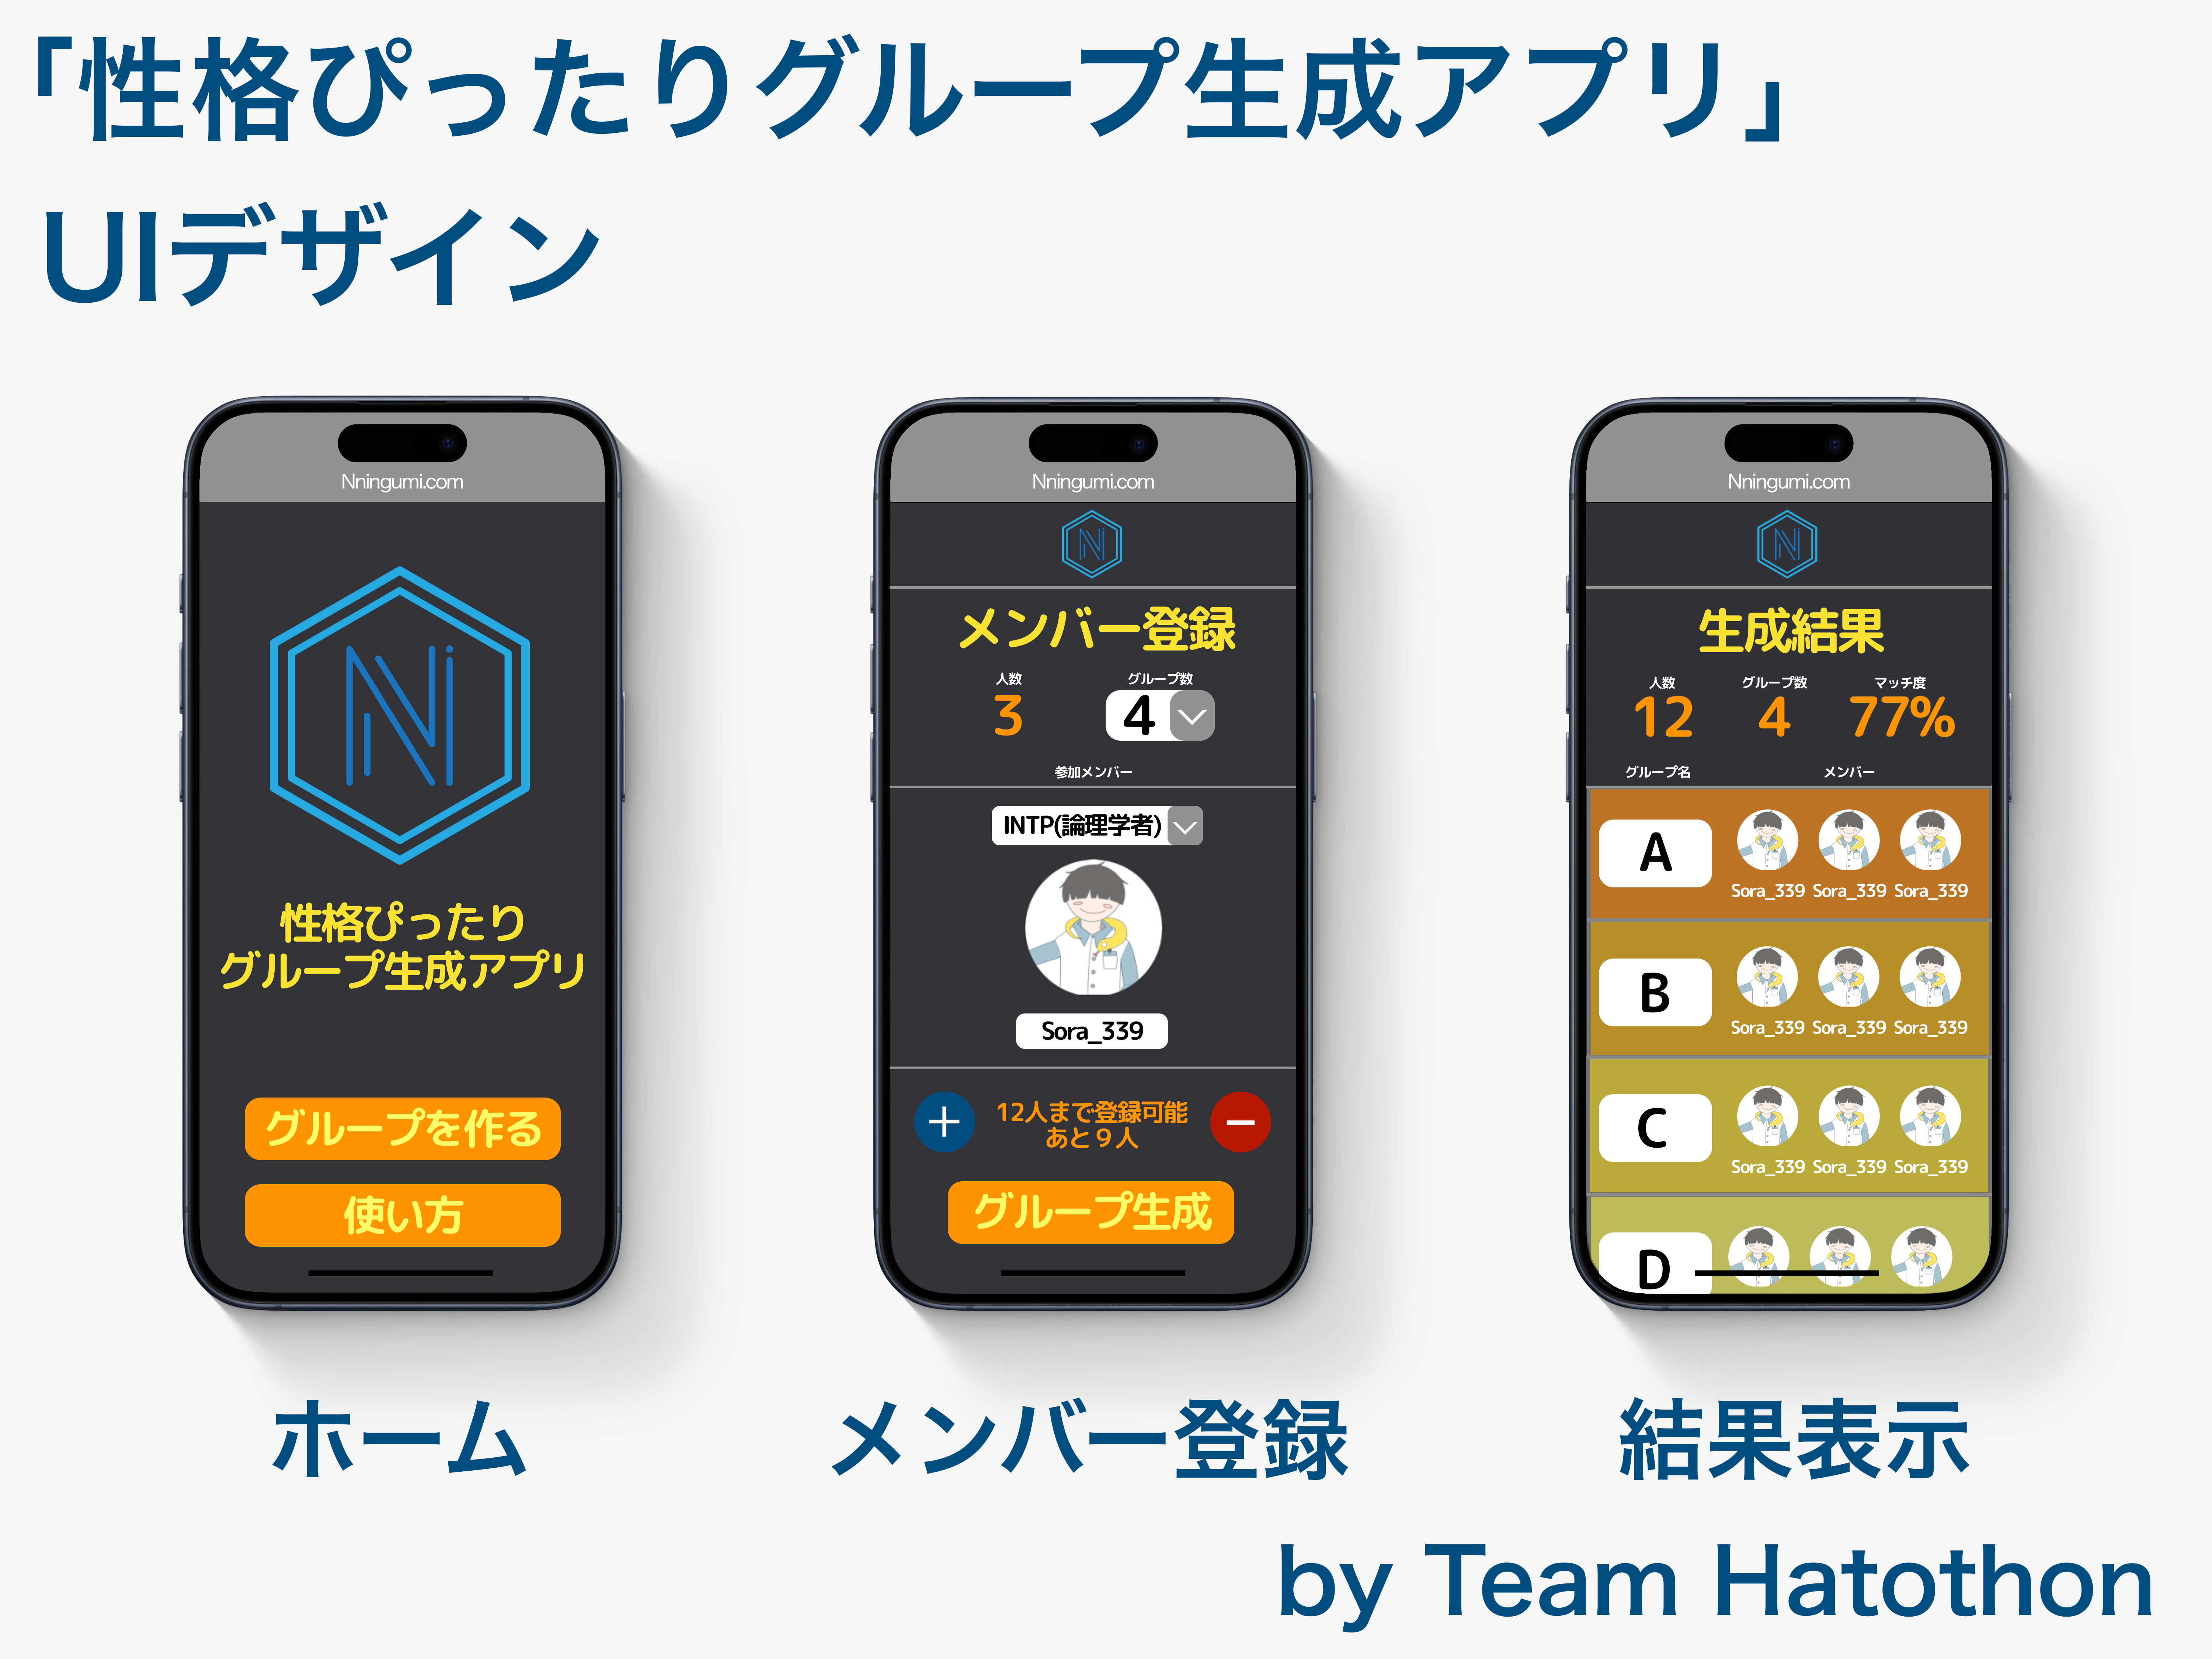 「性格ぴったりグループ生成アプリ」
UIデザイン
Nningumi.com
Ni
性格ぴったり
グループ生成アプリ
グループを作る
使い方
ホーム
Nningumi.com
Ni
メンバー登録
人数 グループ数
3 4
参加メンバー
INTP(論理学者)
Sora_339
+ 12人まで登録可能 −
あと9人
グループ生成
メンバー登録
Nningumi.com
Ni
生成結果
人数 グループ数 マッチ度
12 4 77%
グループ名 メンバー
A
Sora_339 Sora_339 Sora_339
B
Sora_339 Sora_339 Sora_339
C
Sora_339 Sora_339 Sora_339
D
結果表示
by Team Hatothon